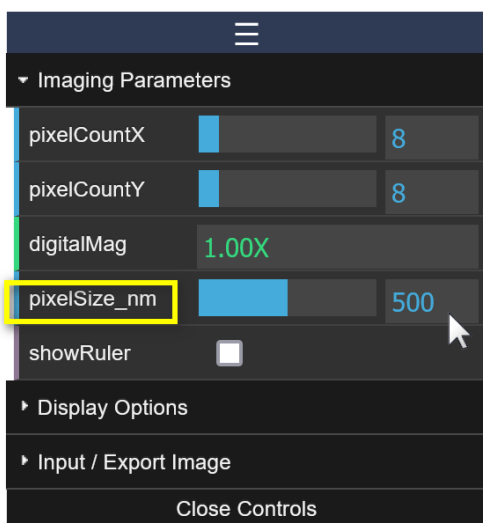 Imaging Parameters
pixelCountX 8
pixelCountY 8
digitalMag 1.00X
pixelSize_nm 500
showRuler
Display Options
Input / Export Image
Close Controls